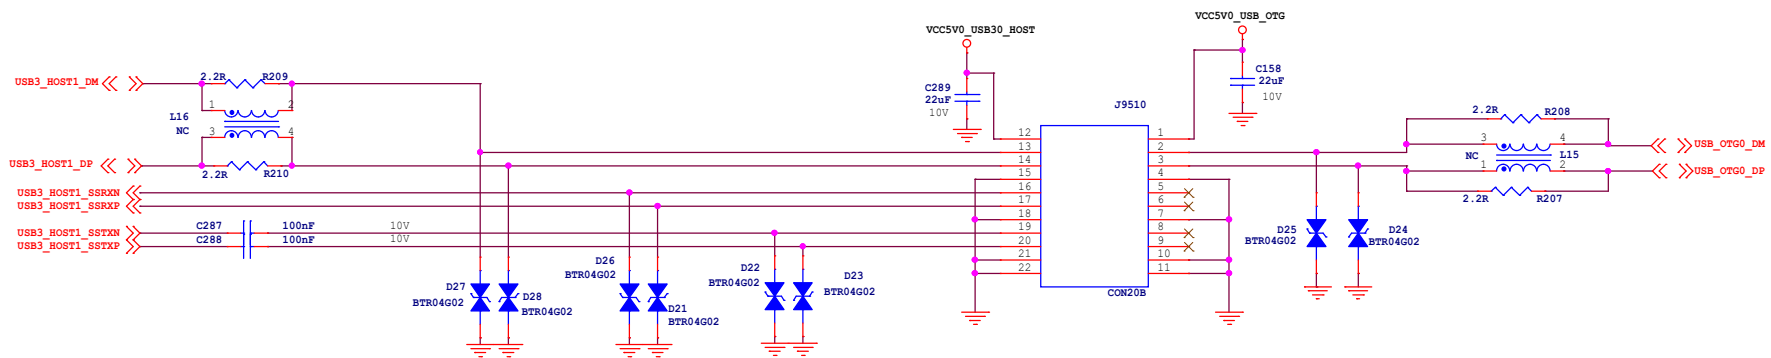 VCC5V0_USB_OTG
VCC5V0_USB30_HOST
USB3_HOST1_DM
2.2R
R209
1
2
L16
NC
3
4
USB3_HOST1_DP
2.2R
R210
USB3_HOST1_SSRXN
USB3_HOST1_SSRXP
USB3_HOST1_SSTXN
C287
100nF
10V
USB3_HOST1_SSTXP
C288
100nF
10V
D27
BTR04G02
D28
BTR04G02
D26
BTR04G02
D21
BTR04G02
D22
BTR04G02
D23
BTR04G02
C289
22uF
10V
C158
22uF
10V
J9510
12
13
14
15
16
17
18
19
20
21
22
1
2
3
4
5
6
7
8
9
10
11
CON20B
D25
BTR04G02
D24
BTR04G02
2.2R
R208
3
4
NC
L15
1
2
2.2R
R207
USB_OTG0_DM
USB_OTG0_DP